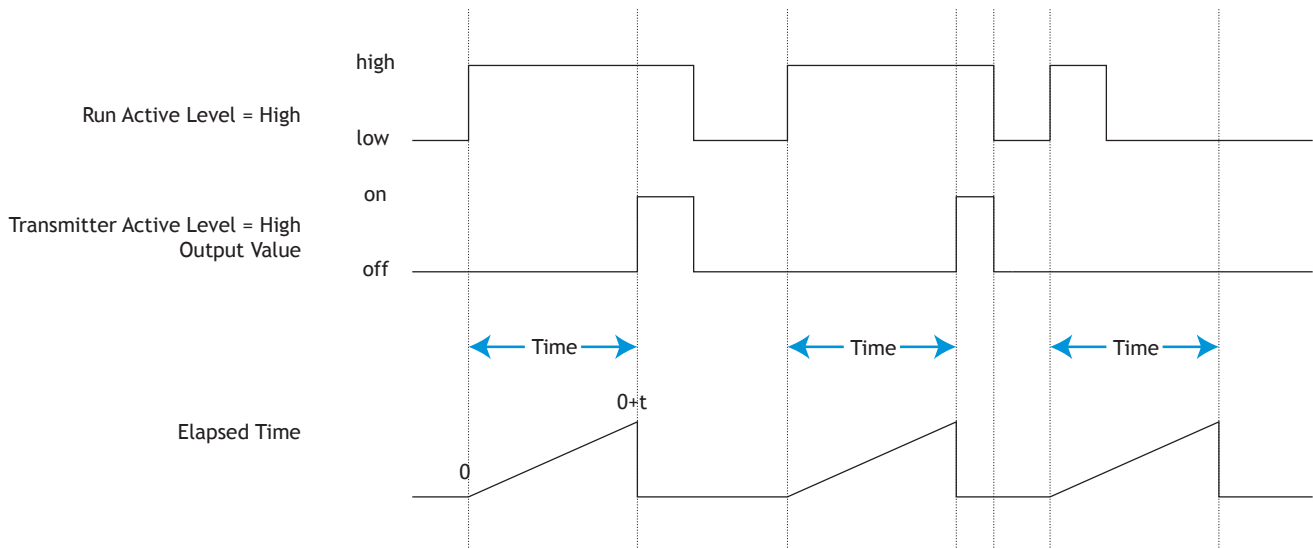 high
Run Active Level = High
low
on
Transmitter Active Level = High
Output Value
off
Time
Time
Time
0+t
Elapsed Time
0